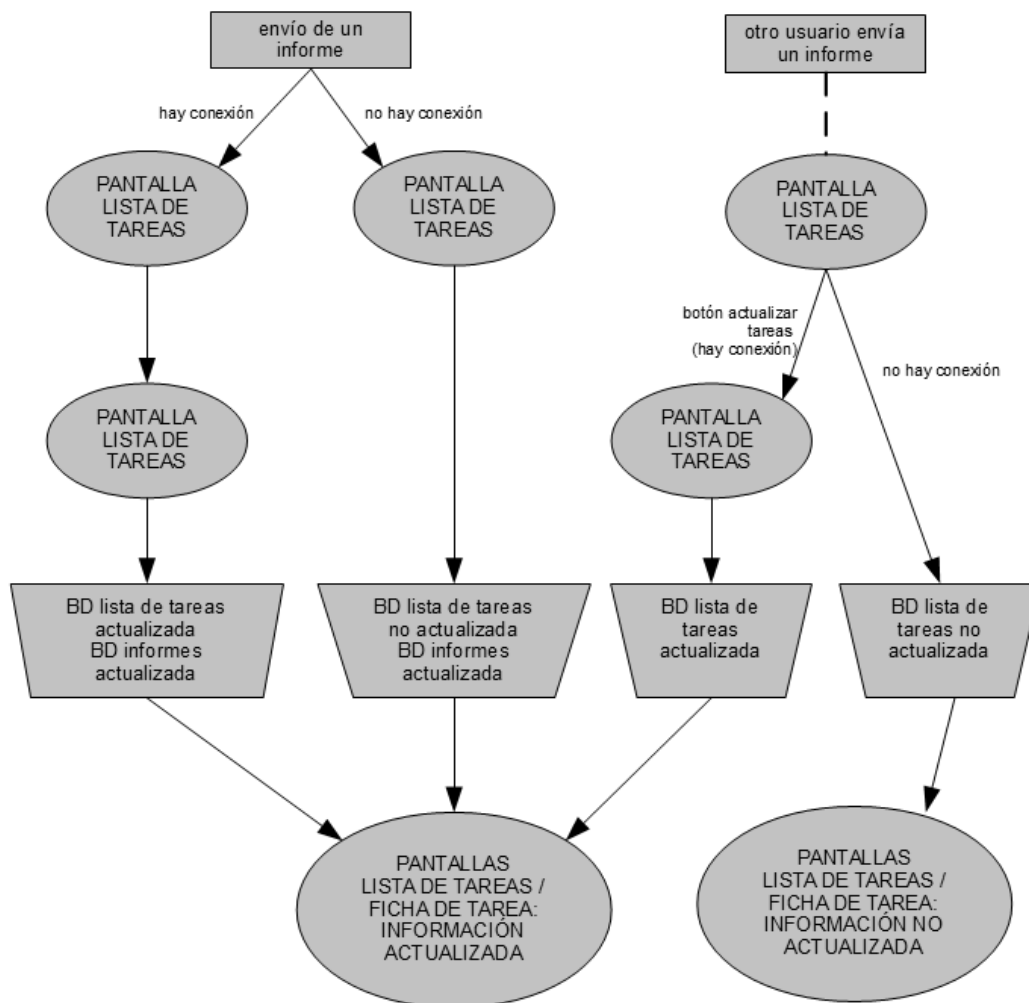 envío de un
informe
otro usuario envía
un informe
hay conexión
no hay conexión
PANTALLA
LISTA DE
TAREAS
PANTALLA
LISTA DE
TAREAS
PANTALLA
LISTA DE
TAREAS
botón actualizar
tareas
(hay conexión)
no hay conexión
PANTALLA
LISTA DE
TAREAS
PANTALLA
LISTA DE
TAREAS
BD lista de tareas
actualizada
BD informes
actualizada
BD lista de tareas
no actualizada
BD informes
actualizada
BD lista de
tareas
actualizada
BD lista de
tareas no
actualizada
PANTALLAS
LISTA DE TAREAS /
FICHA DE TAREA:
INFORMACIÓN
ACTUALIZADA
PANTALLAS
LISTA DE TAREAS /
FICHA DE TAREA:
INFORMACIÓN NO
ACTUALIZADA